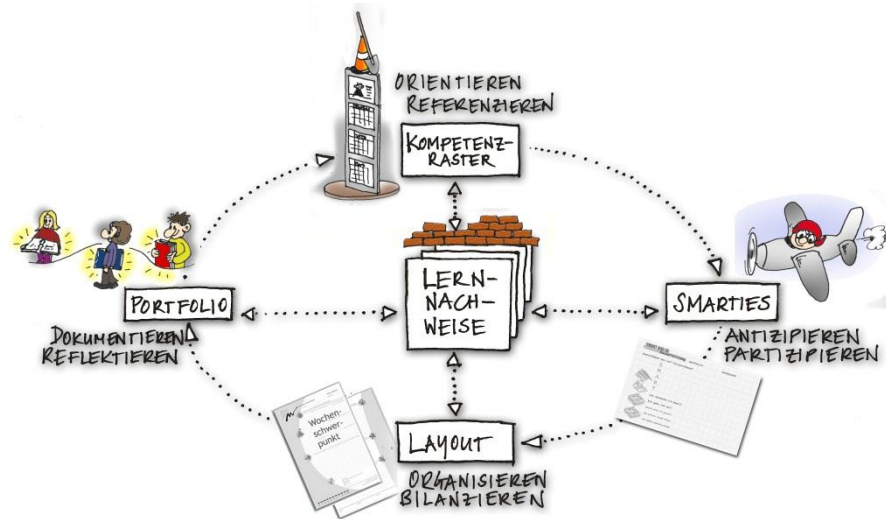 ORIENTIEREN
REFERENZIEREN
KOMPETENZ-
RASTER
LERN-
NACH-
WEISE
PORTFOLIO
DOKUMENTIEREN
REFLEKTIEREN
SMARTIES
ANTIZIPIEREN
PARTIZIPIEREN
Wochen-
schwer-
punkt
LAYOUT
ORGANISIEREN
BILANZIEREN